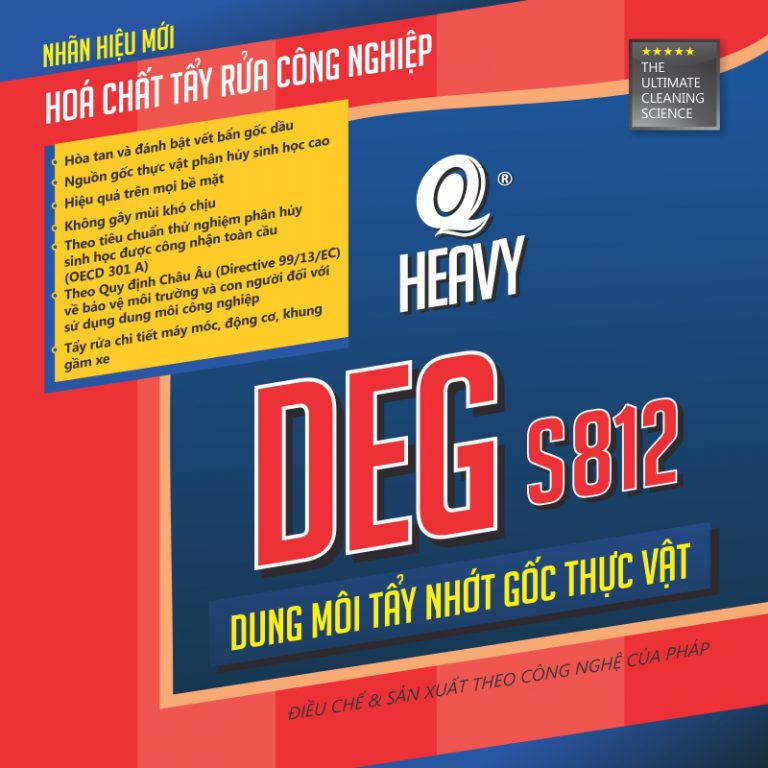 NHÃN HIỆU MỚI
HOÁ CHẤT TẨY RỬA CÔNG NGHIỆP
THE
ULTIMATE
CLEANING
SCIENCE
Hòa tan và đánh bật vết bẩn gốc dầu
Nguồn gốc thực vật phân hủy sinh học cao
Hiệu quả trên mọi bề mặt
Không gây mùi khó chịu
Theo tiêu chuẩn thử nghiệm phân hủy
sinh học được công nhận toàn cầu
(OECD 301 A)
Theo Quy định Châu Âu (Directive 99/13/EC)
về bảo vệ môi trường và con người đối với
sử dụng dung môi công nghiệp
Tẩy rửa chi tiết máy móc, động cơ, khung
gầm xe
Q ®
HEAVY
DEG S812
DUNG MÔI TẨY NHỚT GỐC THỰC VẬT
ĐIỀU CHẾ & SẢN XUẤT THEO CÔNG NGHỆ CỦA PHÁP